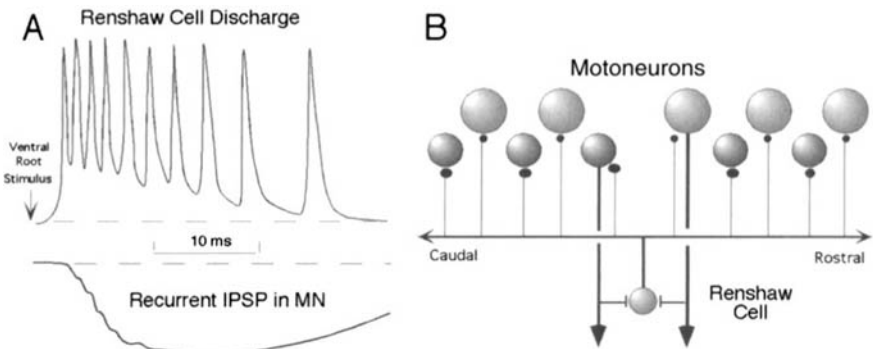 A
Renshaw Cell Discharge
Ventral
Root
Stimulus
10 ms
Recurrent IPSP in MN
B
Motoneurons
Caudal
Rostral
Renshaw
Cell